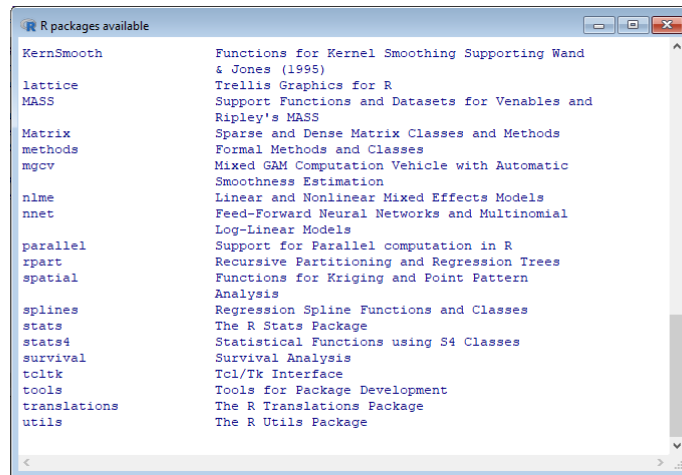 R packages available
KernSmooth Functions for Kernel Smoothing Supporting Wand
& Jones (1995)
lattice Trellis Graphics for R
MASS Support Functions and Datasets for Venables and
Ripley's MASS
Matrix Sparse and Dense Matrix Classes and Methods
methods Formal Methods and Classes
mgcv Mixed GAM Computation Vehicle with Automatic
Smoothness Estimation
nlme Linear and Nonlinear Mixed Effects Models
nnet Feed-Forward Neural Networks and Multinomial
Log-Linear Models
parallel Support for Parallel computation in R
rpart Recursive Partitioning and Regression Trees
spatial Functions for Kriging and Point Pattern
Analysis
splines Regression Spline Functions and Classes
stats The R Stats Package
stats4 Statistical Functions using S4 Classes
survival Survival Analysis
tcltk Tcl/Tk Interface
tools Tools for Package Development
translations The R Translations Package
utils The R Utils Package